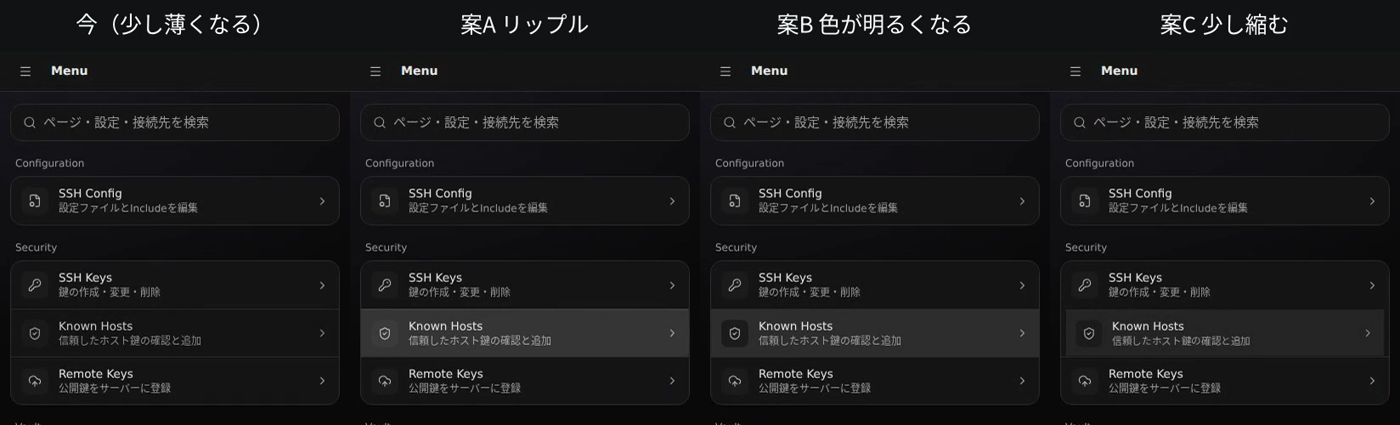 今（少し薄くなる）
Menu
ページ・設定・接続先を検索
Configuration
SSH Config
設定ファイルとIncludeを編集
Security
SSH Keys
鍵の作成・変更・削除
Known Hosts
信頼したホスト鍵の確認と追加
Remote Keys
公開鍵をサーバーに登録
案A リップル
Menu
ページ・設定・接続先を検索
Configuration
SSH Config
設定ファイルとIncludeを編集
Security
SSH Keys
鍵の作成・変更・削除
Known Hosts
信頼したホスト鍵の確認と追加
Remote Keys
公開鍵をサーバーに登録
案B 色が明るくなる
Menu
ページ・設定・接続先を検索
Configuration
SSH Config
設定ファイルとIncludeを編集
Security
SSH Keys
鍵の作成・変更・削除
Known Hosts
信頼したホスト鍵の確認と追加
Remote Keys
公開鍵をサーバーに登録
案C 少し縮む
Menu
ページ・設定・接続先を検索
Configuration
SSH Config
設定ファイルとIncludeを編集
Security
SSH Keys
鍵の作成・変更・削除
Known Hosts
信頼したホスト鍵の確認と追加
Remote Keys
公開鍵をサーバーに登録